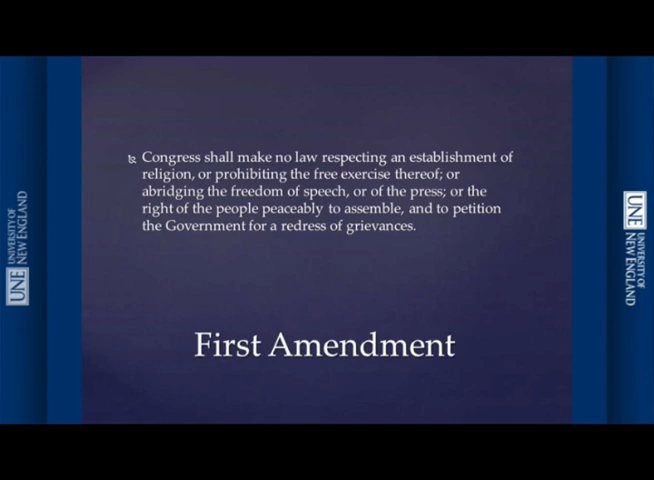 Congress shall make no law respecting an establishment of
religion, or prohibiting the free exercise thereof; or
abridging the freedom of speech, or of the press; or the
right of the people peaceably to assemble, and to petition
the Government for a redress of grievances.
First Amendment
UNE
UNIVERSITY OF
NEW ENGLAND
UNE
UNIVERSITY OF
NEW ENGLAND